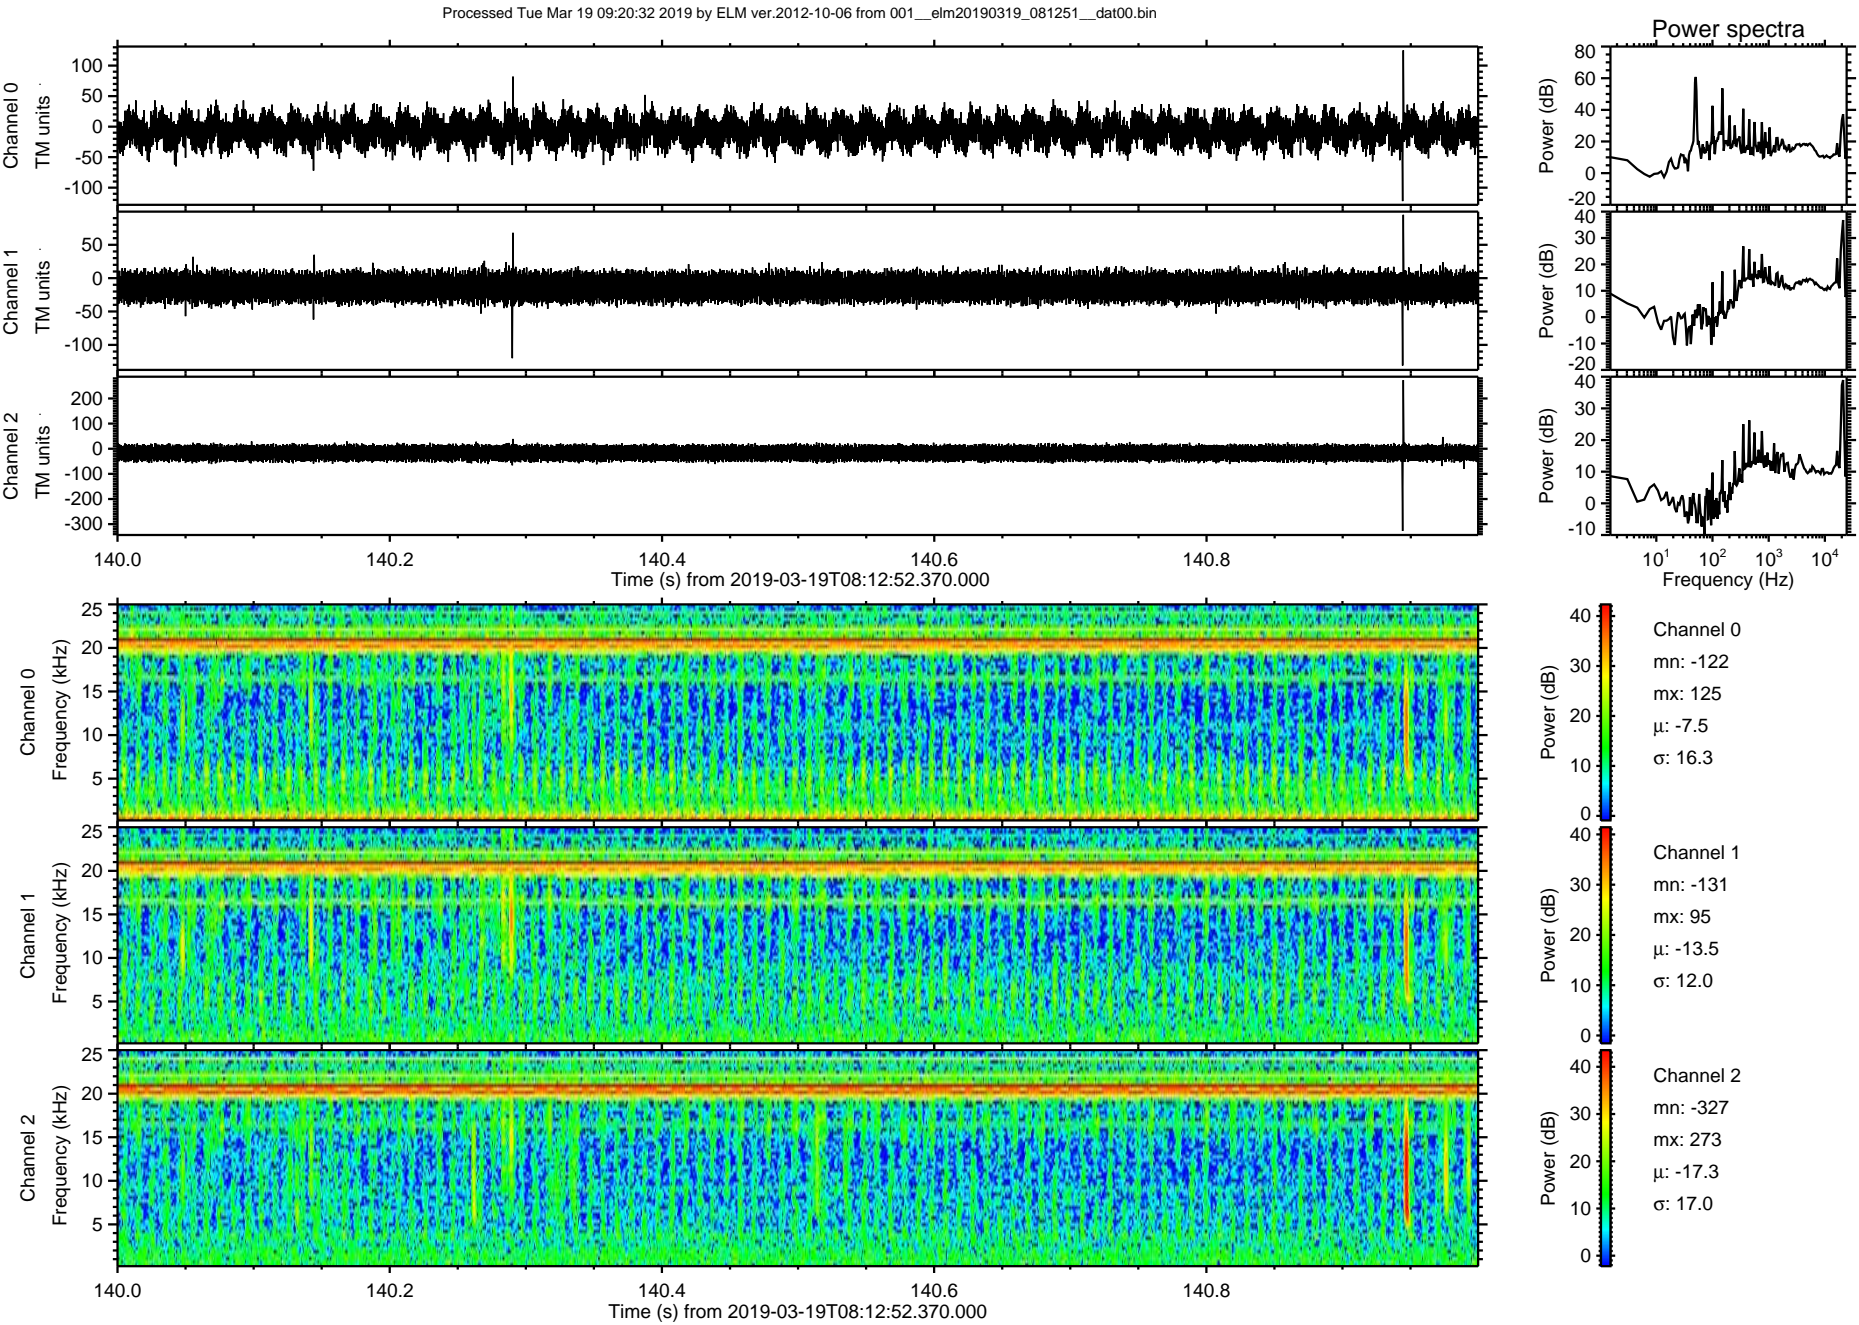 Processed Tue Mar 19 09:20:32 2019 by ELM ver.2012-10-06 from 001__elm20190319_081251__dat00.bin
Power spectra
Channel 0
TM units
100
50
0
-50
-100
Power (dB)
80
60
40
20
0
-20
Channel 1
TM units
50
0
-50
-100
Power (dB)
40
30
20
10
0
-10
-20
Channel 2
TM units
200
100
0
-100
-200
-300
Power (dB)
40
30
20
10
0
-10
140.0 140.2 140.4 140.6 140.8
Time (s) from 2019-03-19T08:12:52.370.000
10¹ 10² 10³ 10⁴
Frequency (Hz)
Channel 0
Frequency (kHz)
25
20
15
10
5
Power (dB)
40
30
20
10
0
Channel 0
mn: -122
mx: 125
μ: -7.5
σ: 16.3
Channel 1
Frequency (kHz)
25
20
15
10
5
Power (dB)
40
30
20
10
0
Channel 1
mn: -131
mx: 95
μ: -13.5
σ: 12.0
Channel 2
Frequency (kHz)
25
20
15
10
5
Power (dB)
40
30
20
10
0
Channel 2
mn: -327
mx: 273
μ: -17.3
σ: 17.0
140.0 140.2 140.4 140.6 140.8
Time (s) from 2019-03-19T08:12:52.370.000